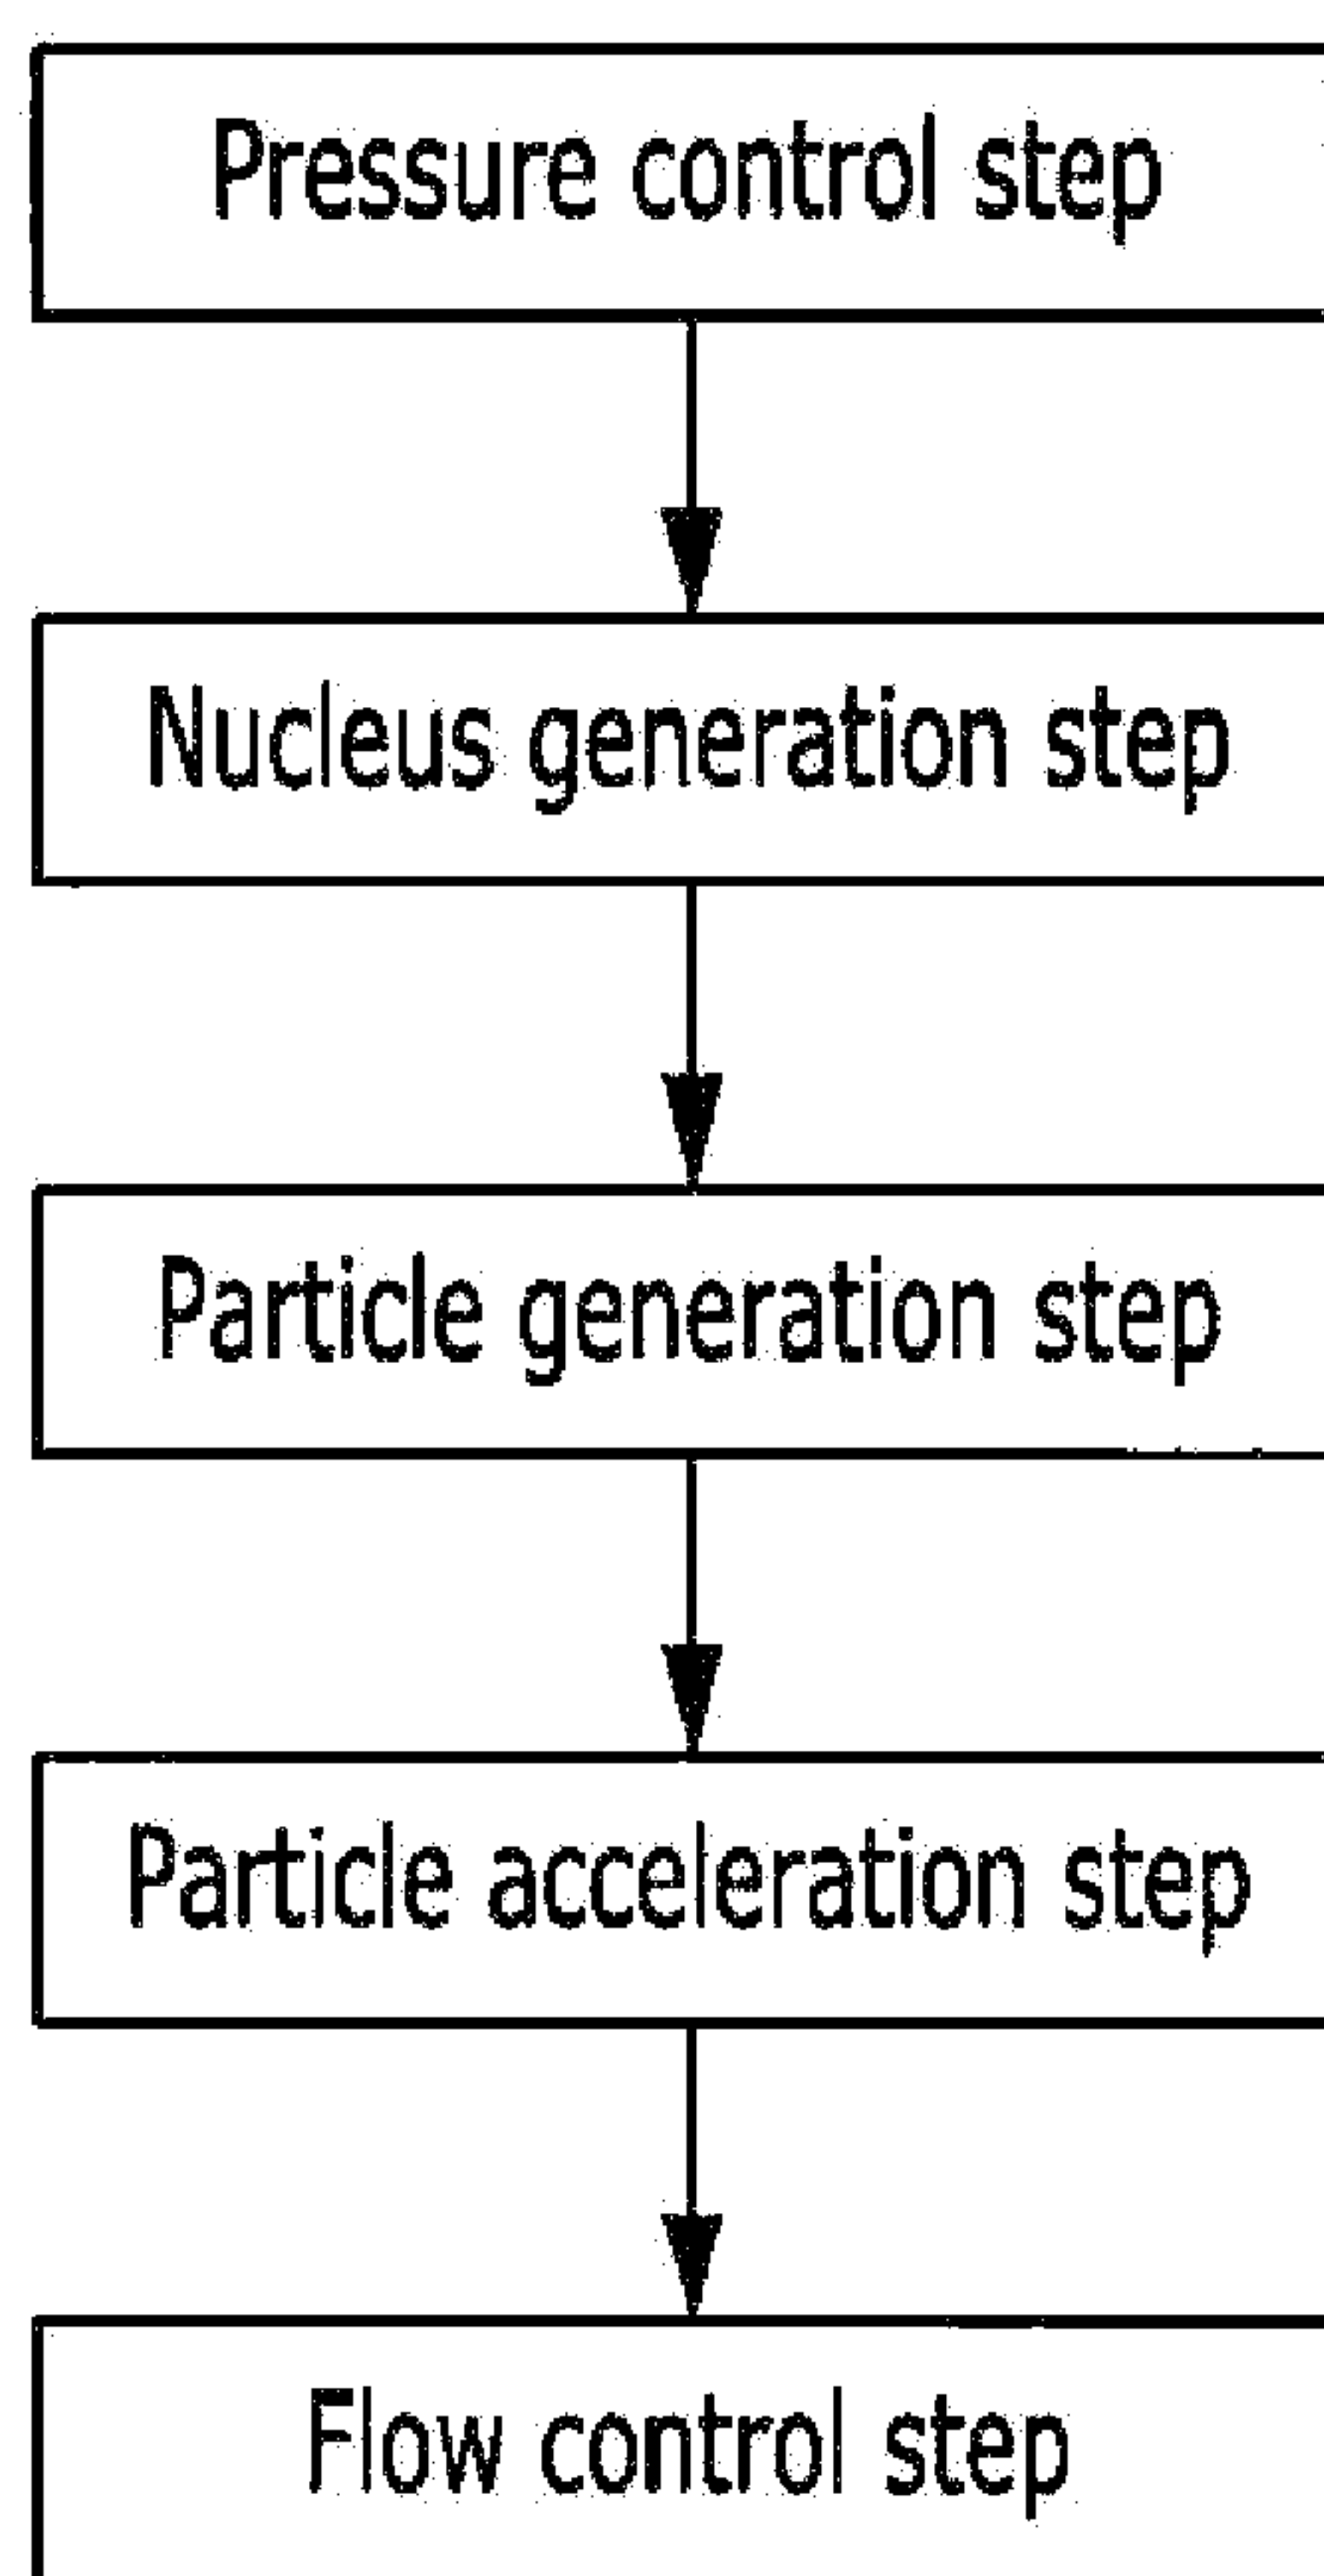 Pressure control step
Nucleus generation step
Particle generation step
Particle acceleration step
Flow control step